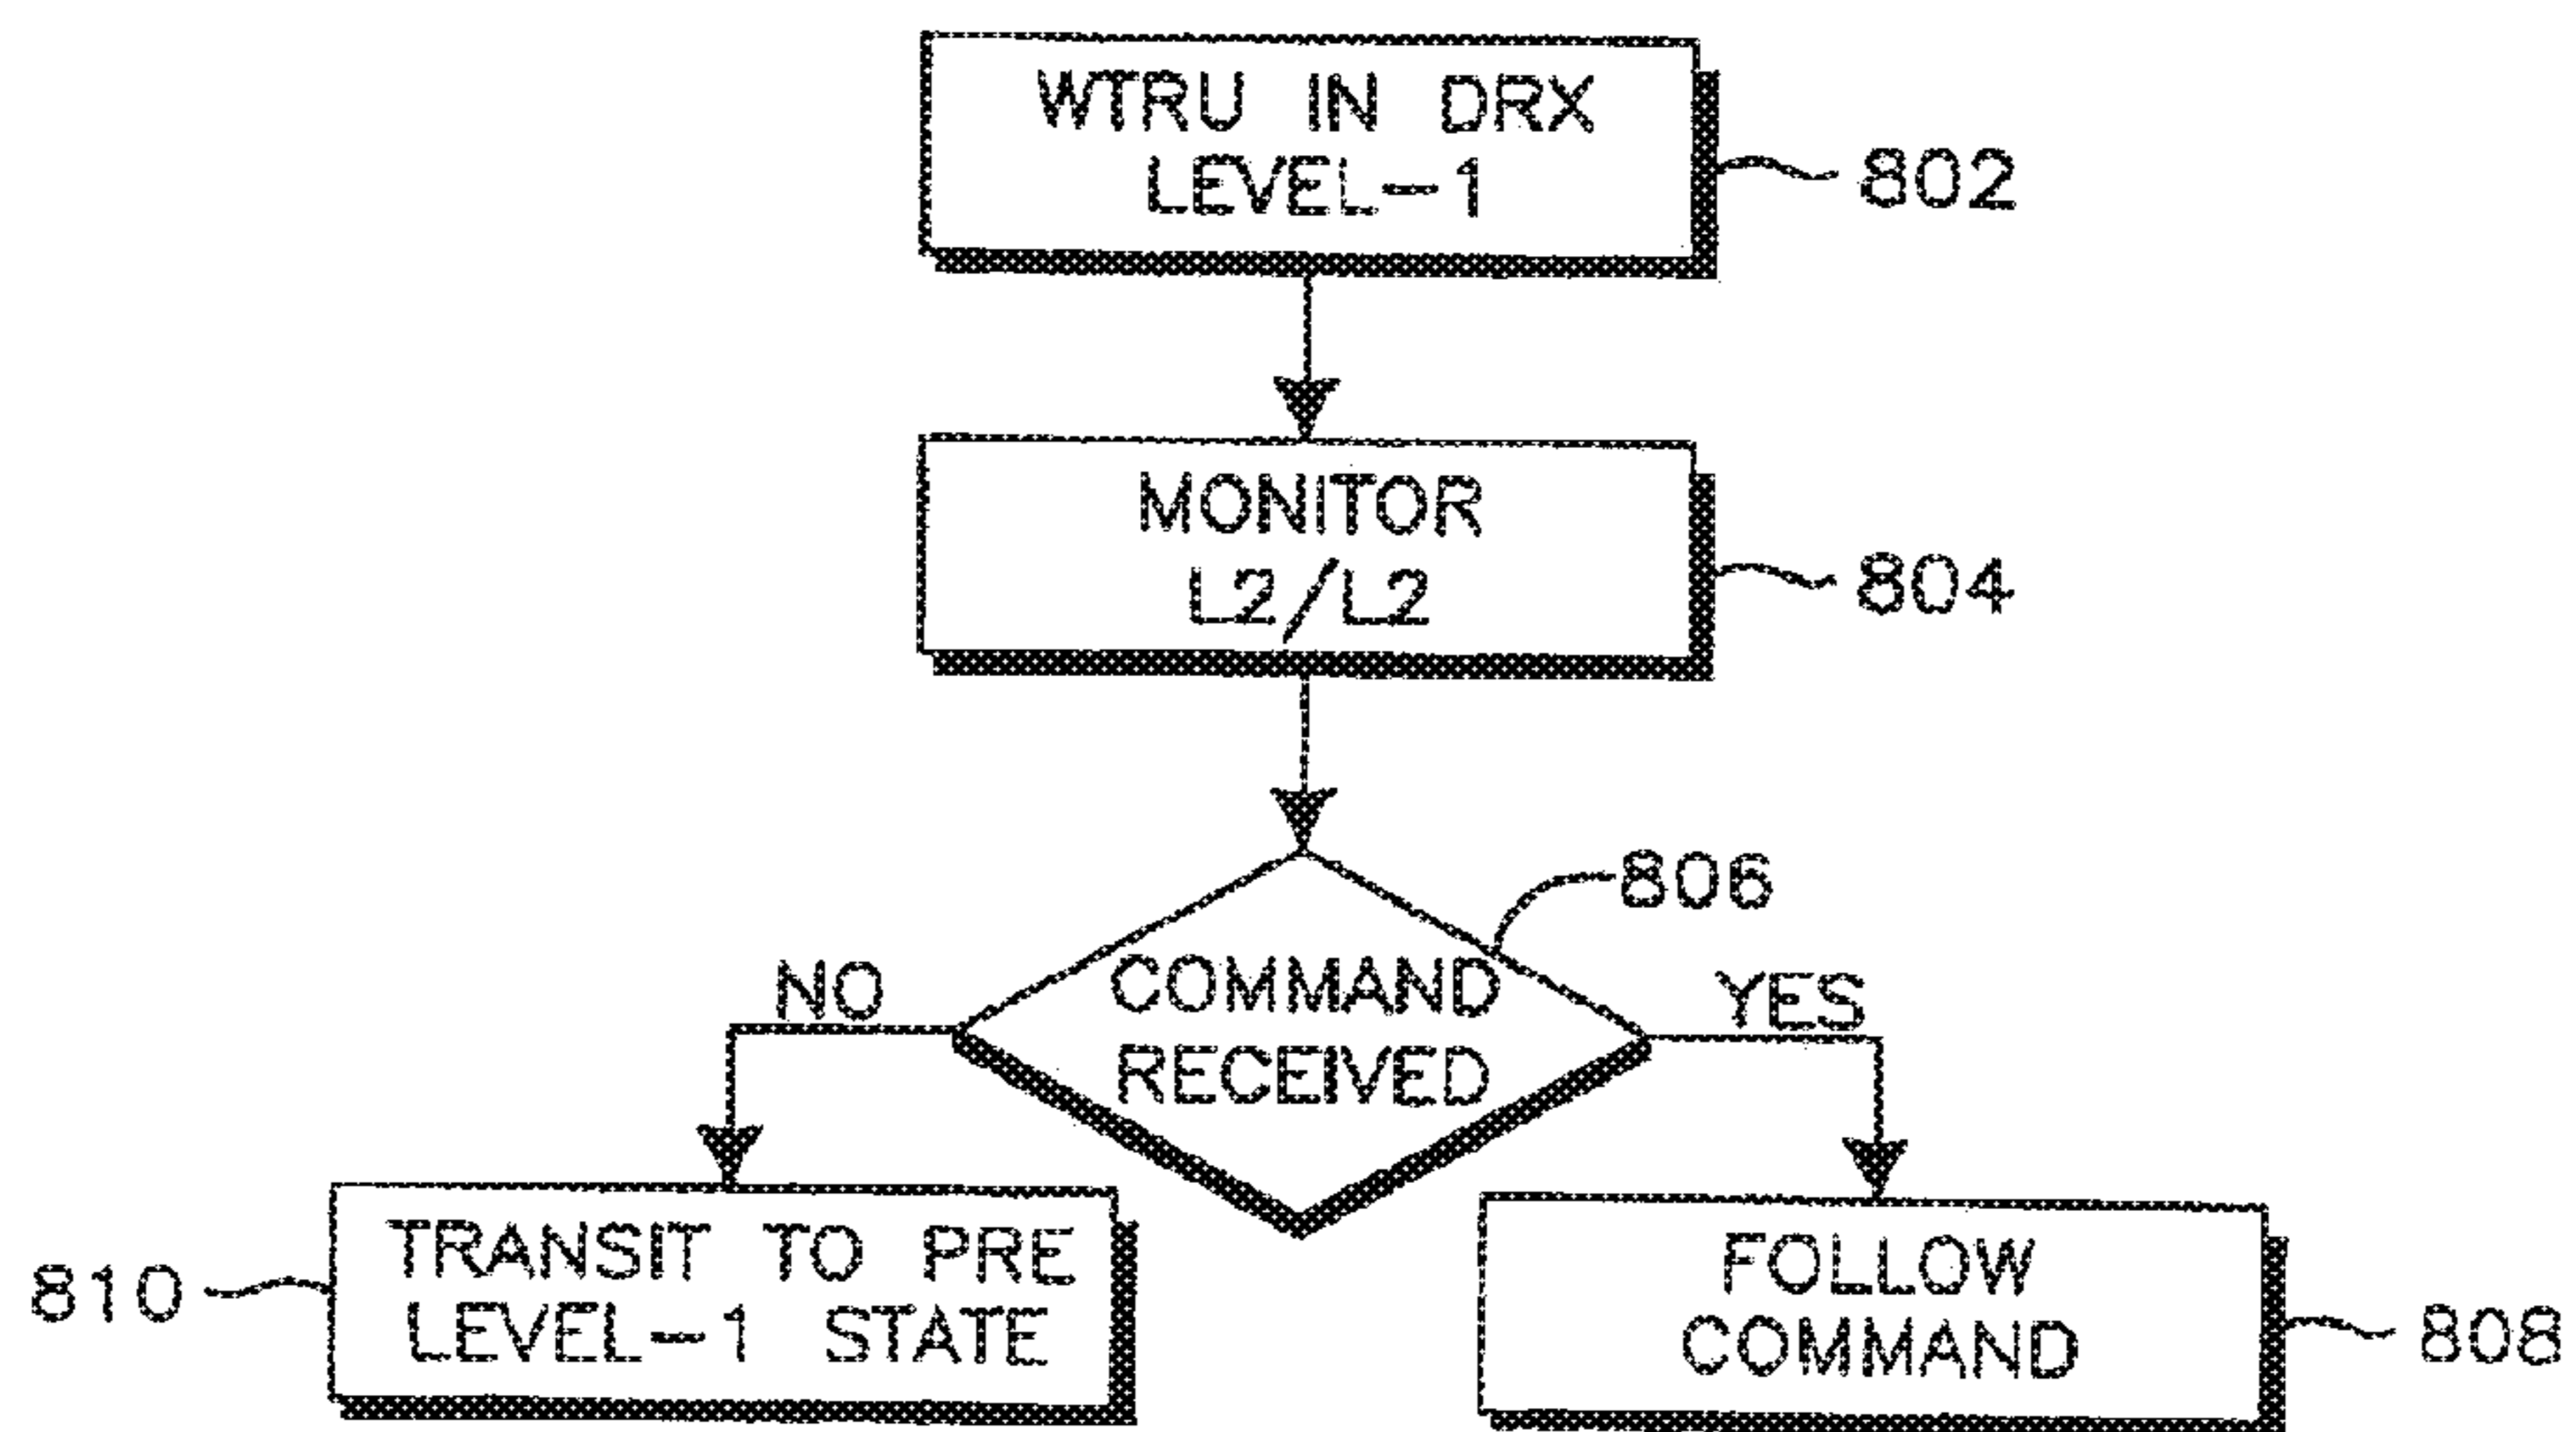 WTRU IN DRX
LEVEL-1
802
MONITOR
L2/L2
804
806
COMMAND
RECEIVED
NO
YES
810
TRANSIT TO PRE
LEVEL-1 STATE
FOLLOW
COMMAND
808